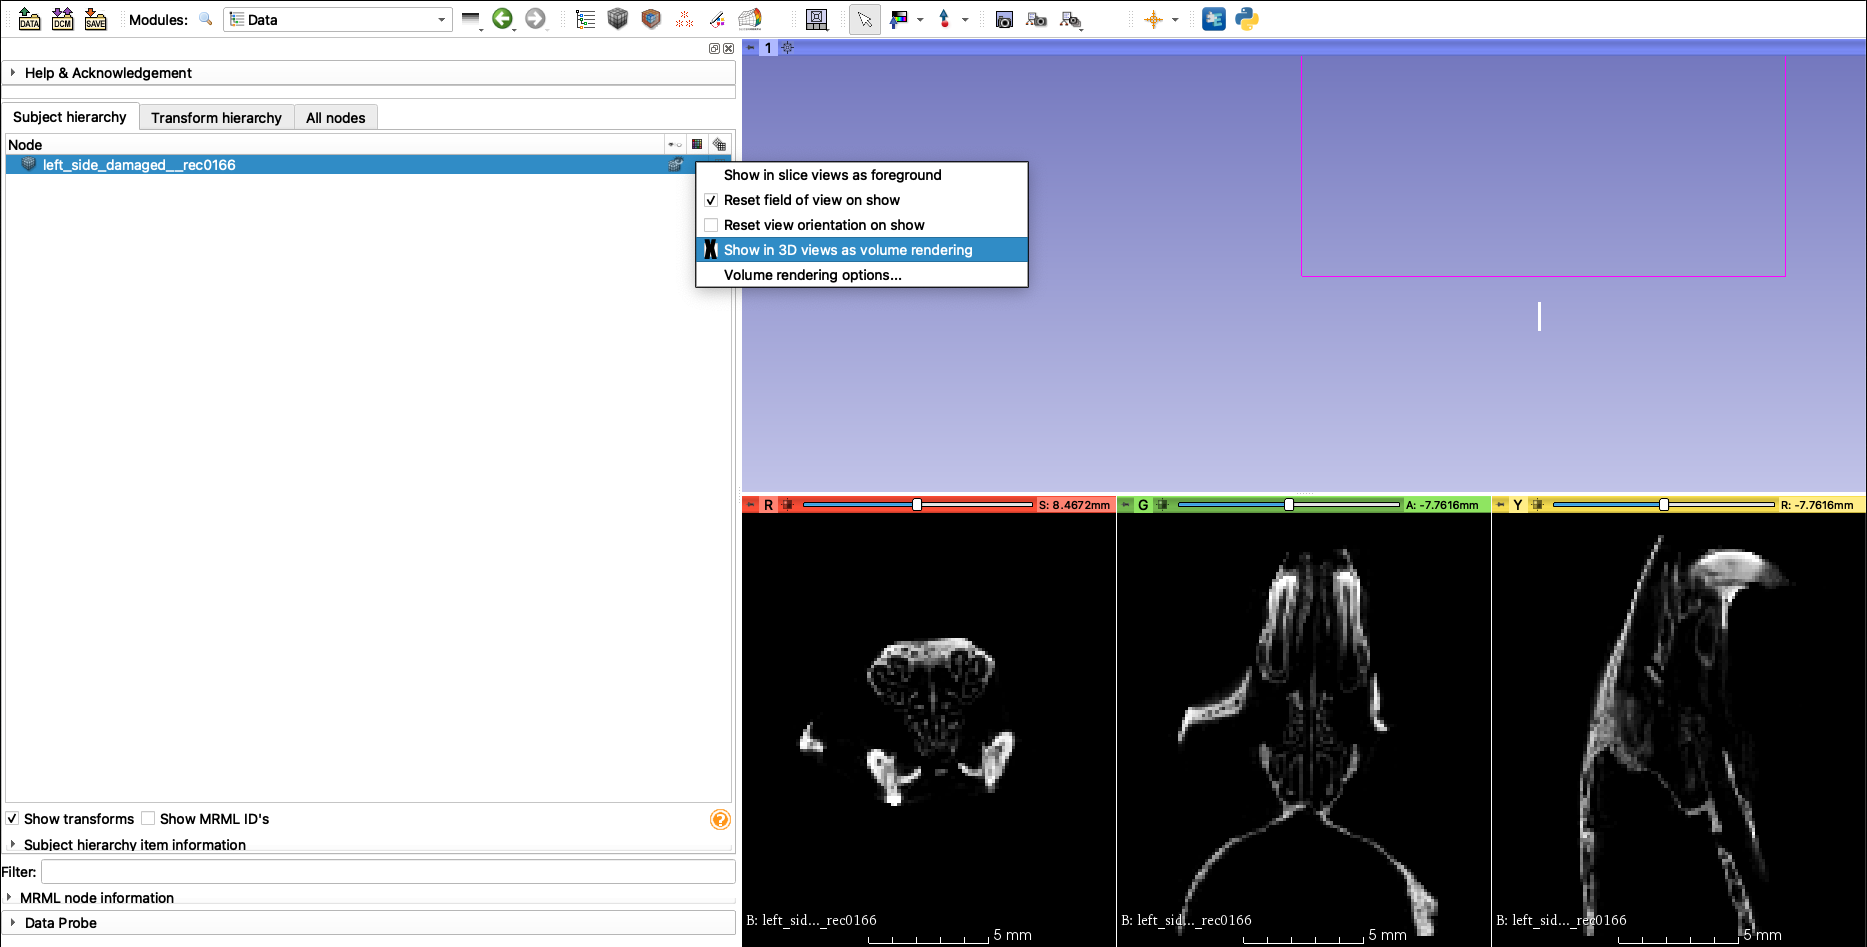 DATA DCM SAVE Modules: Data
1
Help & Acknowledgement
Subject hierarchy Transform hierarchy All nodes
Node
left_side_damaged__rec0166
Show in slice views as foreground
Reset field of view on show
Reset view orientation on show
Show in 3D views as volume rendering
Volume rendering options...
Show transforms Show MRML ID's
Subject hierarchy item information
Filter:
MRML node information
Data Probe
R S: 8.4672mm
B: left_sid..._rec0166
5 mm
G A: -7.7616mm
B: left_sid..._rec0166
5 mm
Y R: -7.7616mm
B: left_sid..._rec0166
5 mm